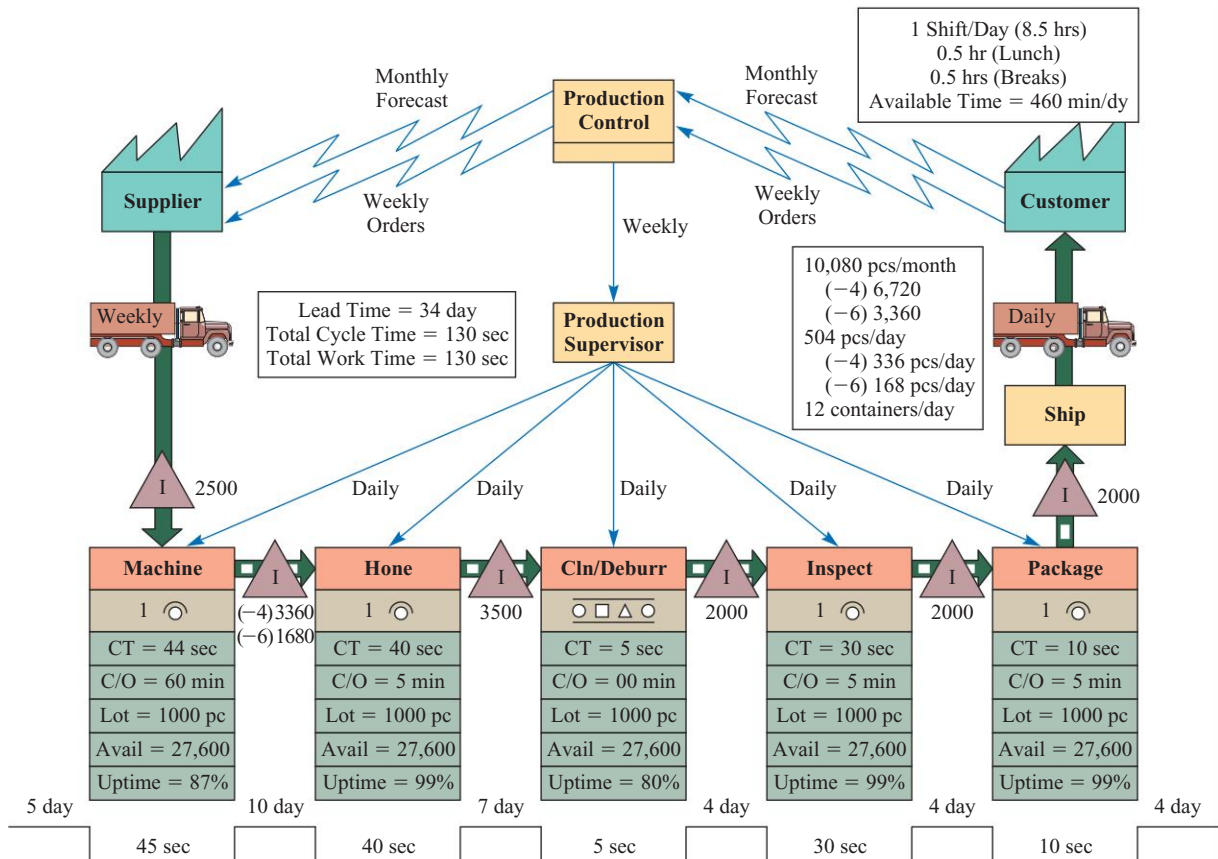 1 Shift/Day (8.5 hrs)
0.5 hr (Lunch)
0.5 hrs (Breaks)
Available Time = 460 min/dy
Monthly
Forecast
Production
Control
Monthly
Forecast
Supplier
Weekly
Orders
Weekly
Weekly
Orders
Customer
Weekly
Lead Time = 34 day
Total Cycle Time = 130 sec
Total Work Time = 130 sec
Production
Supervisor
10,080 pcs/month
(−4) 6,720
(−6) 3,360
504 pcs/day
(−4) 336 pcs/day
(−6) 168 pcs/day
12 containers/day
Daily
Ship
I
2500
Daily
Daily
Daily
Daily
Daily
I
2000
Machine
1
CT = 44 sec
C/O = 60 min
Lot = 1000 pc
Avail = 27,600
Uptime = 87%
I
(−4)3360
(−6)1680
Hone
1
CT = 40 sec
C/O = 5 min
Lot = 1000 pc
Avail = 27,600
Uptime = 99%
I
3500
Cln/Deburr
CT = 5 sec
C/O = 00 min
Lot = 1000 pc
Avail = 27,600
Uptime = 80%
I
2000
Inspect
1
CT = 30 sec
C/O = 5 min
Lot = 1000 pc
Avail = 27,600
Uptime = 99%
I
2000
Package
1
CT = 10 sec
C/O = 5 min
Lot = 1000 pc
Avail = 27,600
Uptime = 99%
5 day
10 day
7 day
4 day
4 day
4 day
45 sec
40 sec
5 sec
30 sec
10 sec